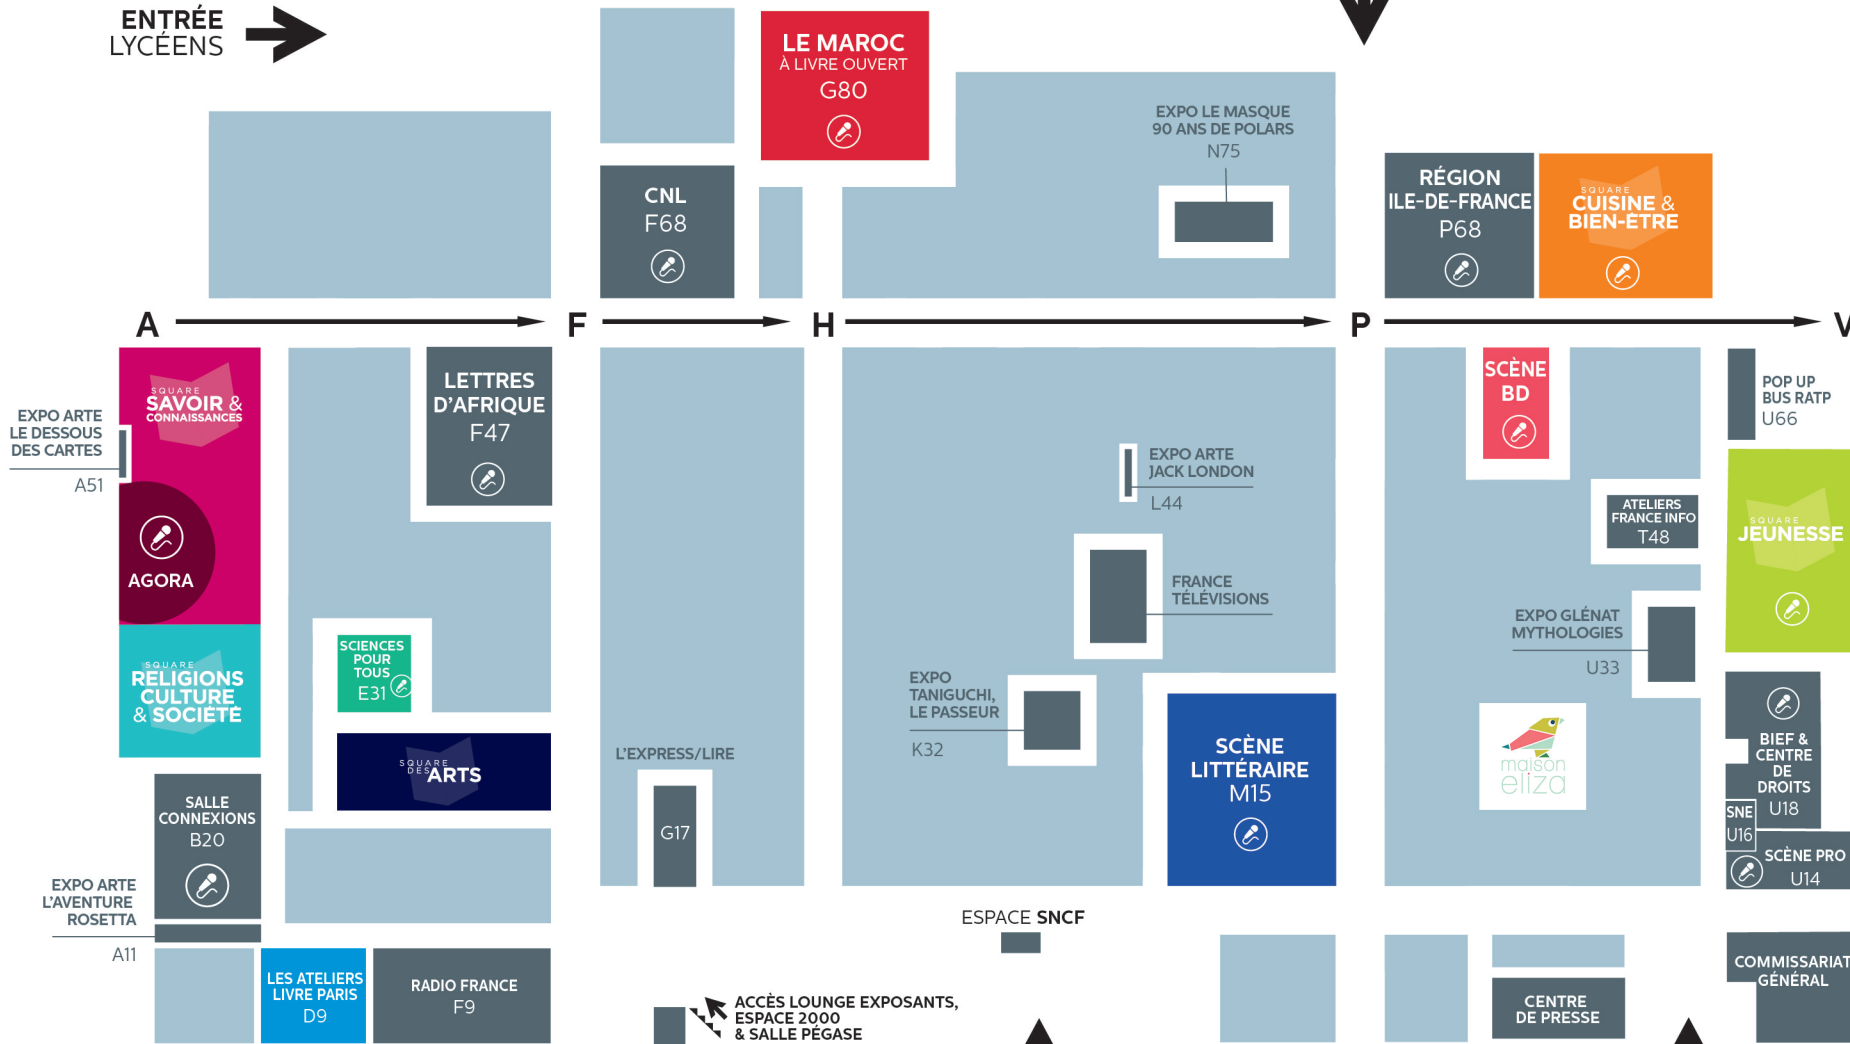 ENTRÉE
LYCÉENS
LE MAROC
À LIVRE OUVERT
G80
EXPO LE MASQUE
90 ANS DE POLARS
N75
CNL
F68
RÉGION
ILE-DE-FRANCE
P68
SQUARE
CUISINE &
BIEN-ÊTRE
A
F
H
P
V
SQUARE
SAVOIR &
CONNAISSANCES
EXPO ARTE
LE DESSOUS
DES CARTES
A51
AGORA
LETTRES
D'AFRIQUE
F47
SCÈNE
BD
POP UP
BUS RATP
U66
EXPO ARTE
JACK LONDON
L44
ATELIERS
FRANCE INFO
T48
SQUARE
JEUNESSE
FRANCE
TÉLÉVISIONS
EXPO GLÉNAT
MYTHOLOGIES
U33
SQUARE
RELIGIONS
CULTURE
& SOCIÉTÉ
SCIENCES
POUR
TOUS
E31
EXPO
TANIGUCHI,
LE PASSEUR
K32
SQUARE
DES ARTS
L'EXPRESS/LIRE
G17
SCÈNE
LITTÉRAIRE
M15
maison
eliza
BIEF &
CENTRE
DE
DROITS
U18
SNE
U16
SCÈNE PRO
U14
SALLE
CONNEXIONS
B20
EXPO ARTE
L'AVENTURE
ROSETTA
A11
ESPACE SNCF
LES ATELIERS
LIVRE PARIS
D9
RADIO FRANCE
F9
ACCÈS LOUNGE EXPOSANTS,
ESPACE 2000
& SALLE PÉGASE
CENTRE
DE PRESSE
COMMISSARIAT
GÉNÉRAL